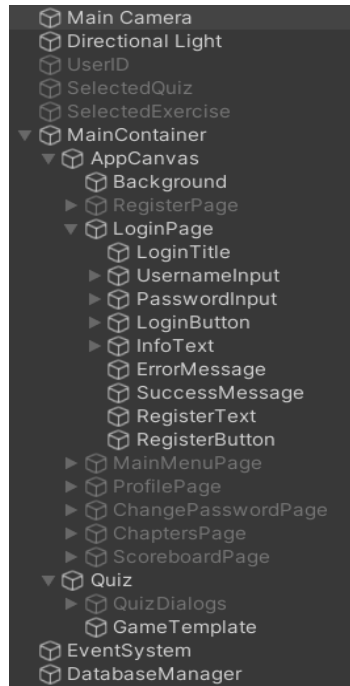 Main Camera
Directional Light
UserID
SelectedQuiz
SelectedExercise
MainContainer
AppCanvas
Background
RegisterPage
LoginPage
LoginTitle
UsernameInput
PasswordInput
LoginButton
InfoText
ErrorMessage
SuccessMessage
RegisterText
RegisterButton
MainMenuPage
ProfilePage
ChangePasswordPage
ChaptersPage
ScoreboardPage
Quiz
QuizDialogs
GameTemplate
EventSystem
DatabaseManager